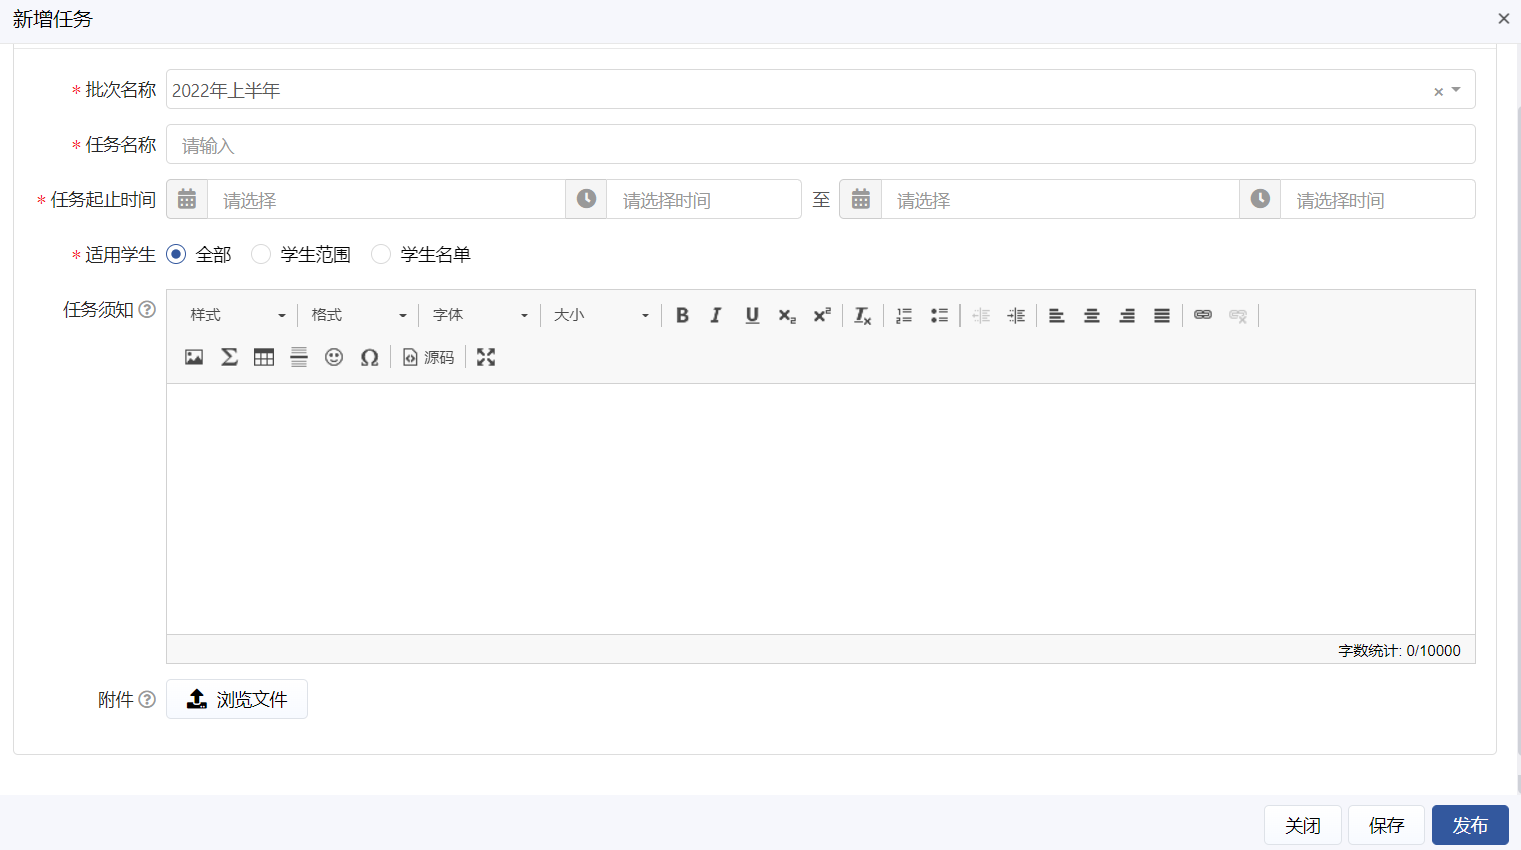 新增任务
* 批次名称 2022年上半年
* 任务名称 请输入
* 任务起止时间 请选择 请选择时间 至 请选择 请选择时间
* 适用学生 全部 学生范围 学生名单
任务须知 样式 格式 字体 大小
源码
字数统计: 0/10000
附件 浏览文件
关闭 保存 发布